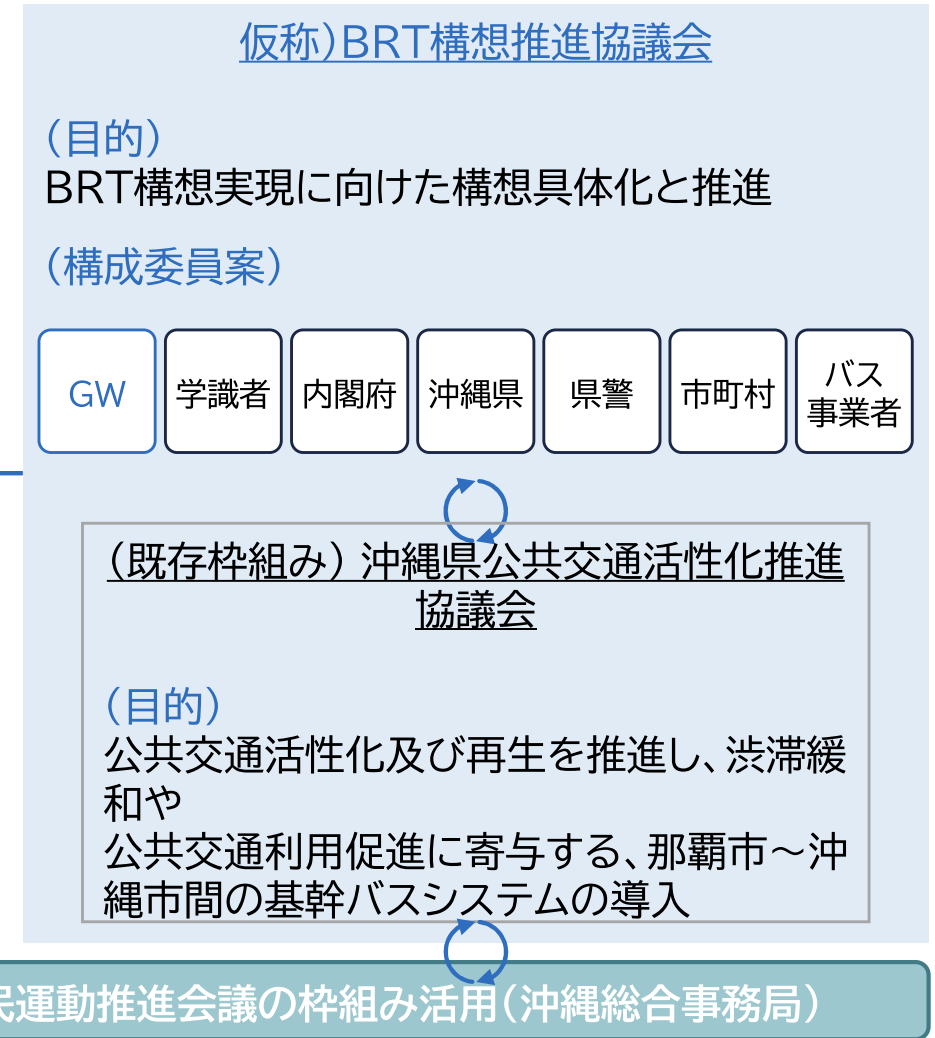 仮称）BRT構想推進協議会
（目的）
BRT構想実現に向けた構想具体化と推進
（構成委員案）
GW
学識者
内閣府
沖縄県
県警
市町村
バス
事業者
（既存枠組み）沖縄県公共交通活性化推進
協議会
（目的）
公共交通活性化及び再生を推進し、渋滞緩
和や
公共交通利用促進に寄与する、那覇市～沖
縄市間の基幹バスシステムの導入
民運動推進会議の枠組み活用（沖縄総合事務局）